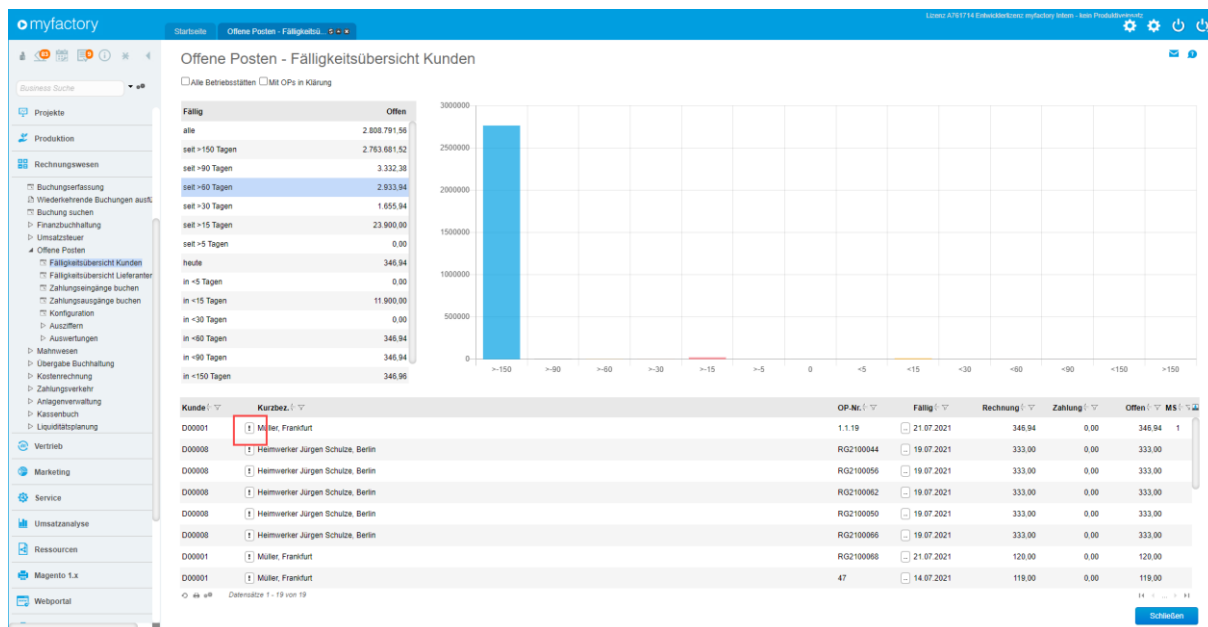 myfactory
Lizenz A761714 Entwicklerlizenz myfactory Intern - kein Produktiveinsatz
Startseite
Offene Posten - Fälligkeitsü...
83
9
Business Suche
Projekte
Produktion
Rechnungswesen
Buchungserfassung
Wiederkehrende Buchungen ausfü
Buchung suchen
Finanzbuchhaltung
Umsatzsteuer
Offene Posten
Fälligkeitsübersicht Kunden
Fälligkeitsübersicht Lieferanten
Zahlungseingänge buchen
Zahlungsausgänge buchen
Konfiguration
Ausziffern
Auswertungen
Mahnwesen
Übergabe Buchhaltung
Kostenrechnung
Zahlungsverkehr
Anlagenverwaltung
Kassenbuch
Liquiditätsplanung
Vertrieb
Marketing
Service
Umsatzanalyse
Ressourcen
Magento 1.x
Webportal
Offene Posten - Fälligkeitsübersicht Kunden
Alle Betriebsstätten Mit OPs in Klärung
Fällig Offen
alle 2.808.791,56
seit >150 Tagen 2.763.681,52
seit >90 Tagen 3.332,38
seit >60 Tagen 2.933,94
seit >30 Tagen 1.655,94
seit >15 Tagen 23.900,00
seit >5 Tagen 0,00
heute 346,94
in <5 Tagen 0,00
in <15 Tagen 11.900,00
in <30 Tagen 0,00
in <60 Tagen 346,94
in <90 Tagen 346,94
in <150 Tagen 346,96
3000000
2500000
2000000
1500000
1000000
500000
0
>-150 >-90 >-60 >-30 >-15 >-5 0 <5 <15 <30 <60 <90 <150 >150
Kunde Kurzbez. OP-Nr. Fällig Rechnung Zahlung Offen MS
D00001 ! Müller, Frankfurt 1.1.19 ... 21.07.2021 346,94 0,00 346,94 1
D00008 ! Heimwerker Jürgen Schulze, Berlin RG2100044 ... 19.07.2021 333,00 0,00 333,00
D00008 ! Heimwerker Jürgen Schulze, Berlin RG2100056 ... 19.07.2021 333,00 0,00 333,00
D00008 ! Heimwerker Jürgen Schulze, Berlin RG2100062 ... 19.07.2021 333,00 0,00 333,00
D00008 ! Heimwerker Jürgen Schulze, Berlin RG2100050 ... 19.07.2021 333,00 0,00 333,00
D00008 ! Heimwerker Jürgen Schulze, Berlin RG2100066 ... 19.07.2021 333,00 0,00 333,00
D00001 ! Müller, Frankfurt RG2100068 ... 21.07.2021 120,00 0,00 120,00
D00001 ! Müller, Frankfurt 47 ... 14.07.2021 119,00 0,00 119,00
Datensätze 1 - 19 von 19
Schließen